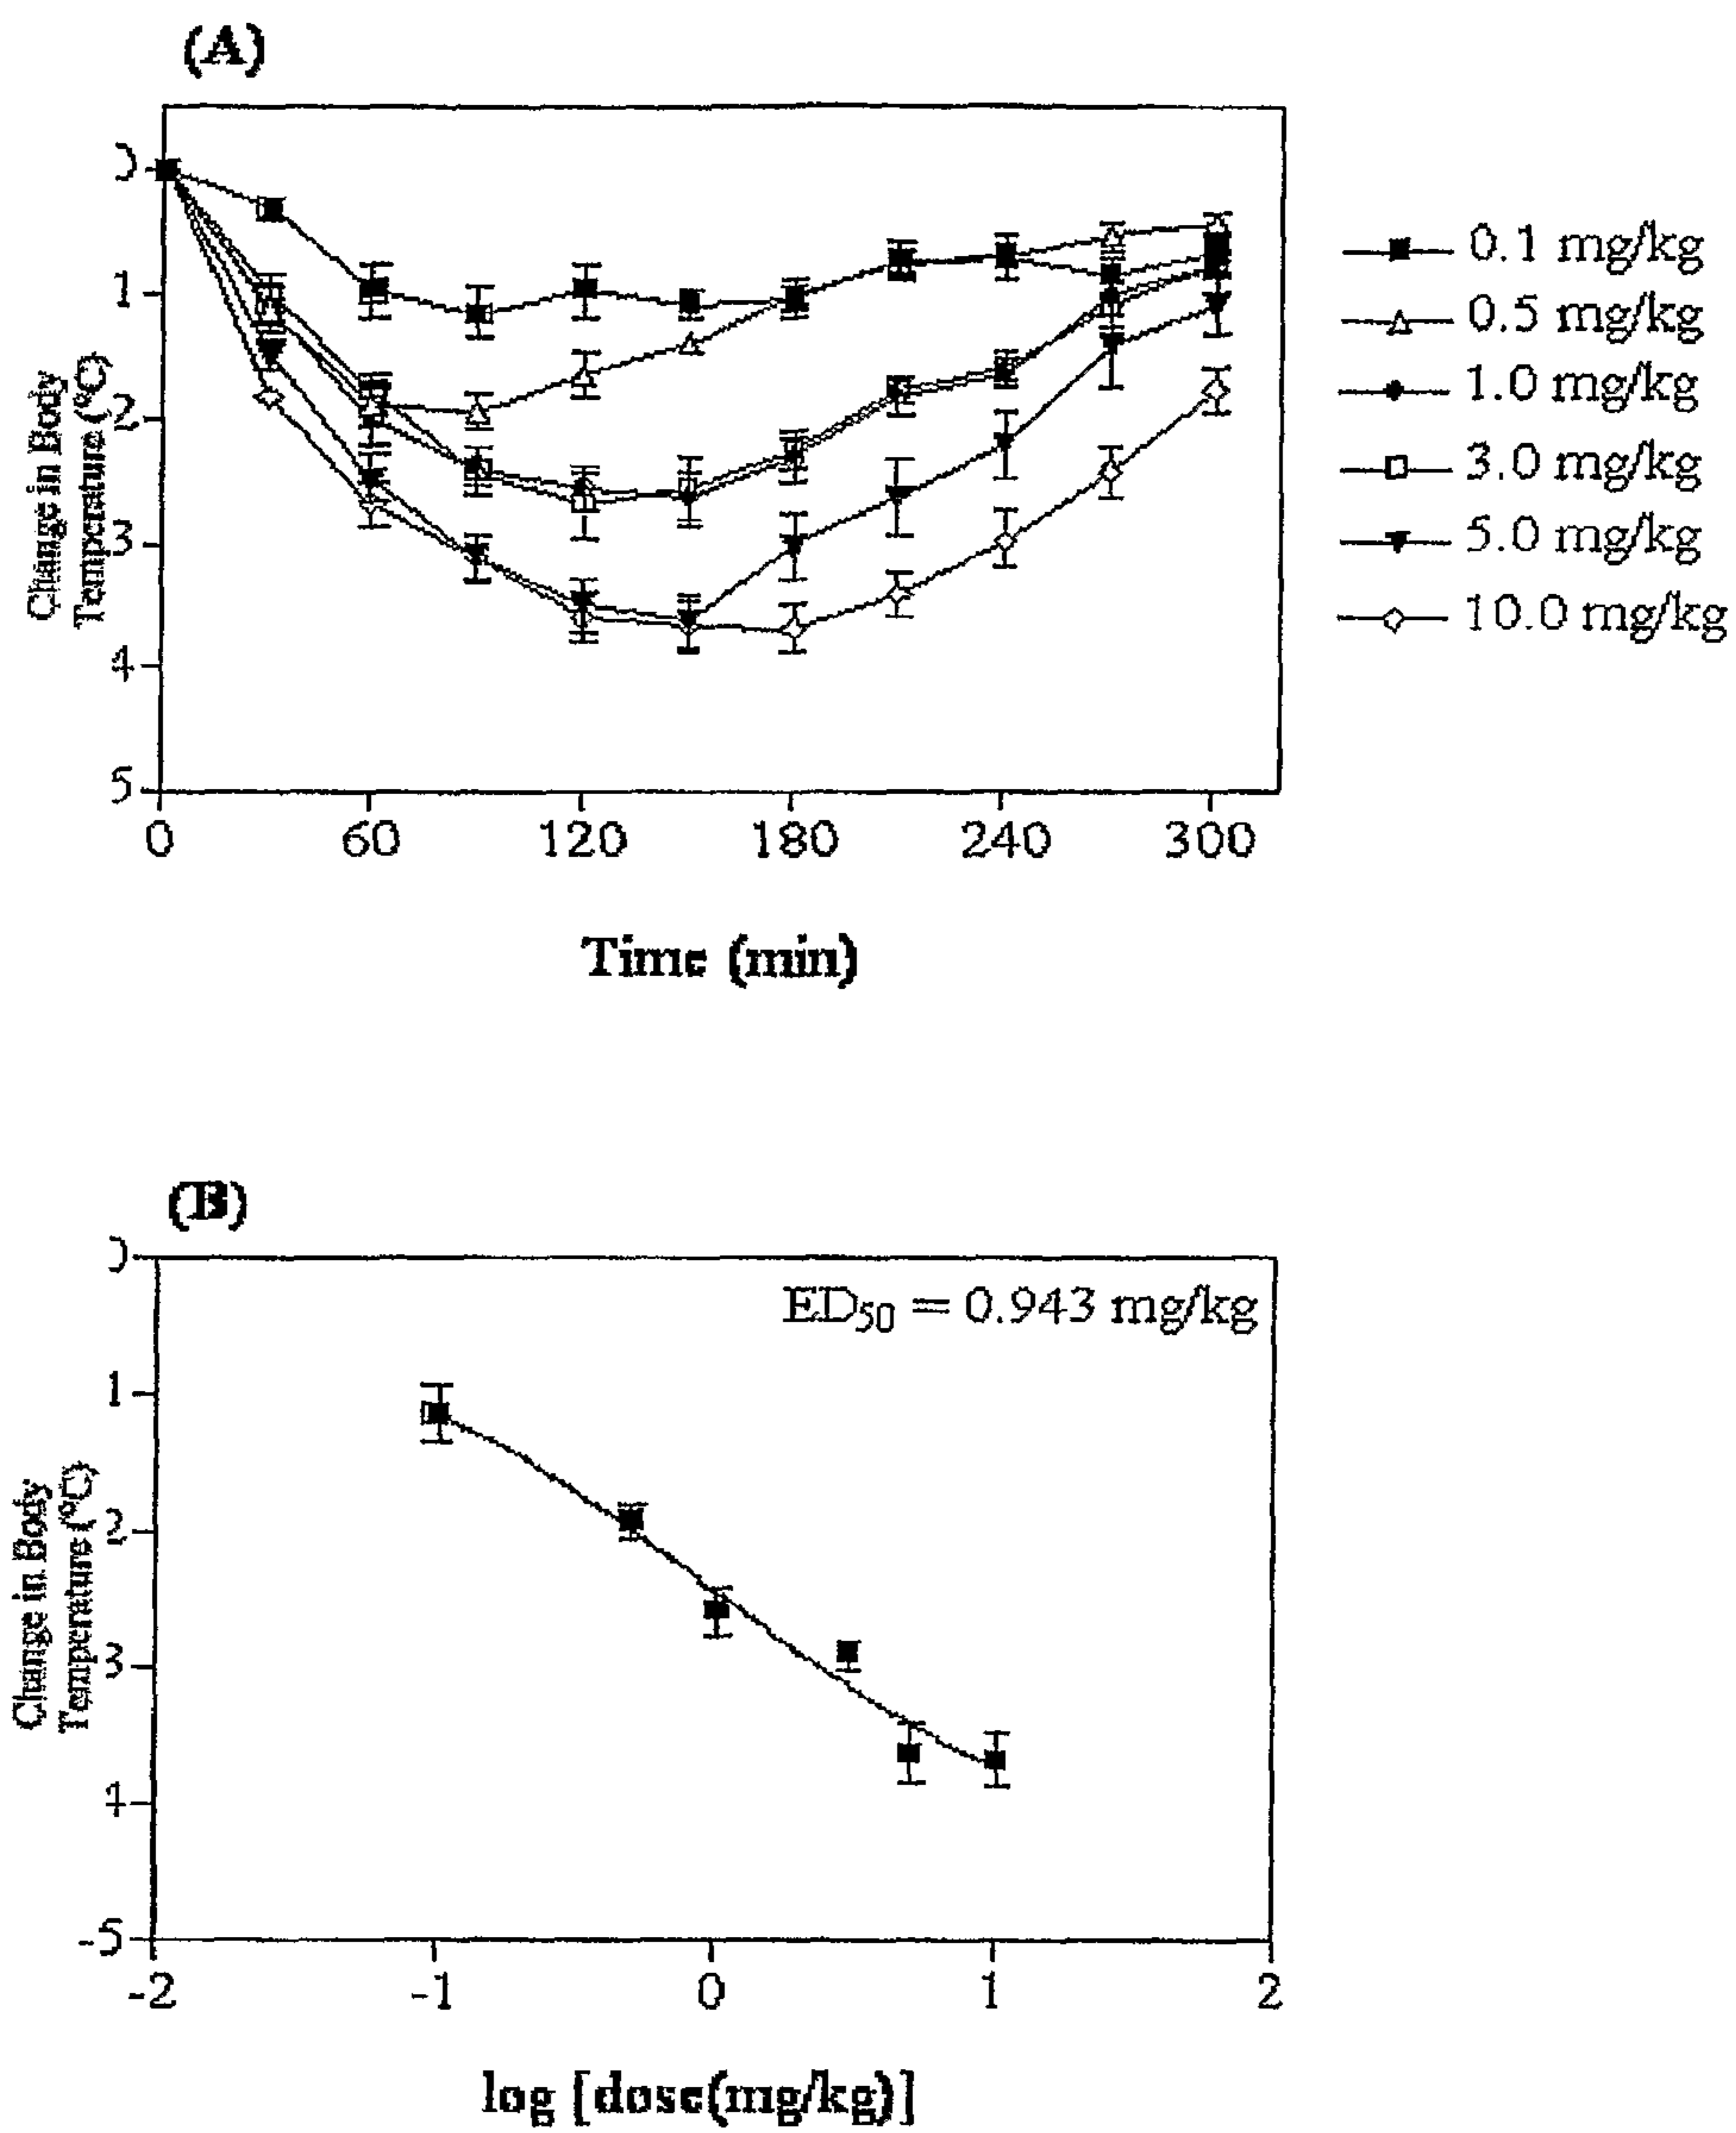 (A)
0
1
2
3
4
5
Change in Body
Temperature (°C)
0 60 120 180 240 300
Time (min)
0.1 mg/kg
0.5 mg/kg
1.0 mg/kg
3.0 mg/kg
5.0 mg/kg
10.0 mg/kg
(B)
ED50 = 0.943 mg/kg
0
1
2
3
4
-5
Change in Body
Temperature (°C)
-2 -1 0 1 2
log [dose(mg/kg)]